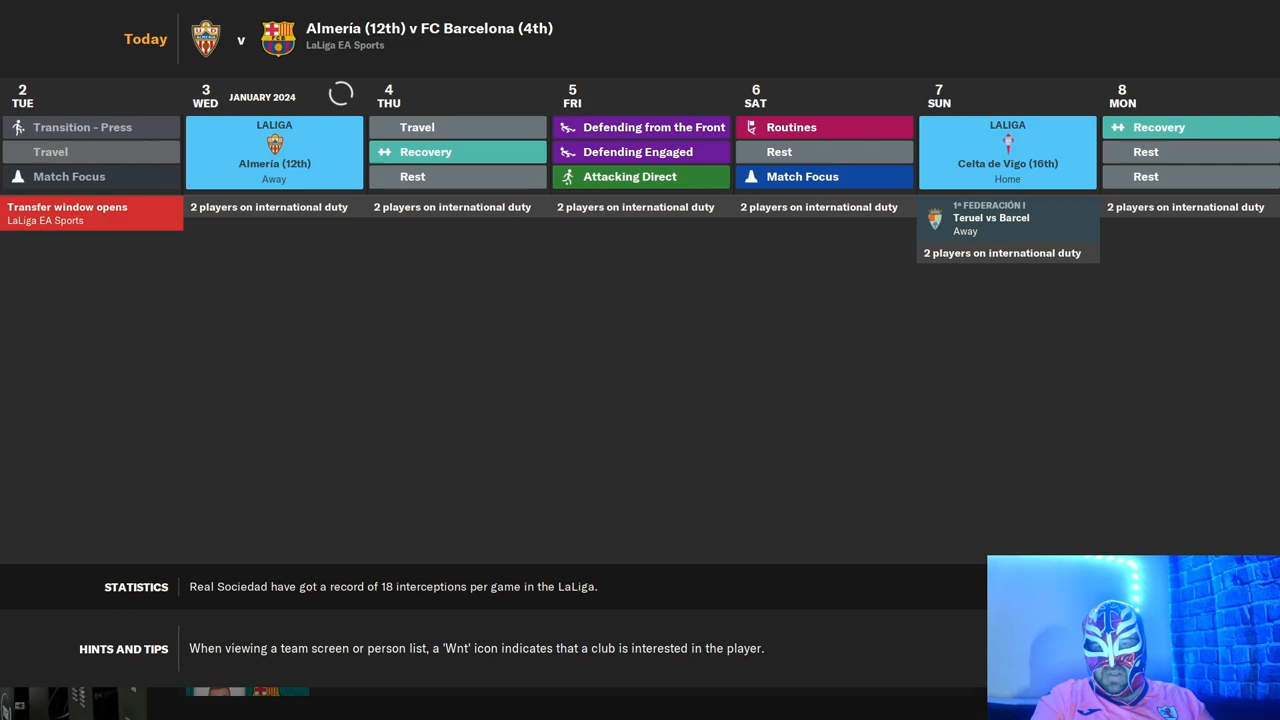 Today
v
Almería (12th) v FC Barcelona (4th)
LaLiga EA Sports
2
TUE
3
WED
JANUARY 2024
4
THU
5
FRI
6
SAT
7
SUN
8
MON
Transition - Press
Travel
Match Focus
Transfer window opens
LaLiga EA Sports
LALIGA
Almería (12th)
Away
2 players on international duty
Travel
Recovery
Rest
2 players on international duty
Defending from the Front
Defending Engaged
Attacking Direct
2 players on international duty
Routines
Rest
Match Focus
2 players on international duty
LALIGA
Celta de Vigo (16th)
Home
1ª FEDERACIÓN I
Teruel vs Barcel
Away
2 players on international duty
Recovery
Rest
Rest
2 players on international duty
STATISTICS
Real Sociedad have got a record of 18 interceptions per game in the LaLiga.
HINTS AND TIPS
When viewing a team screen or person list, a 'Wnt' icon indicates that a club is interested in the player.